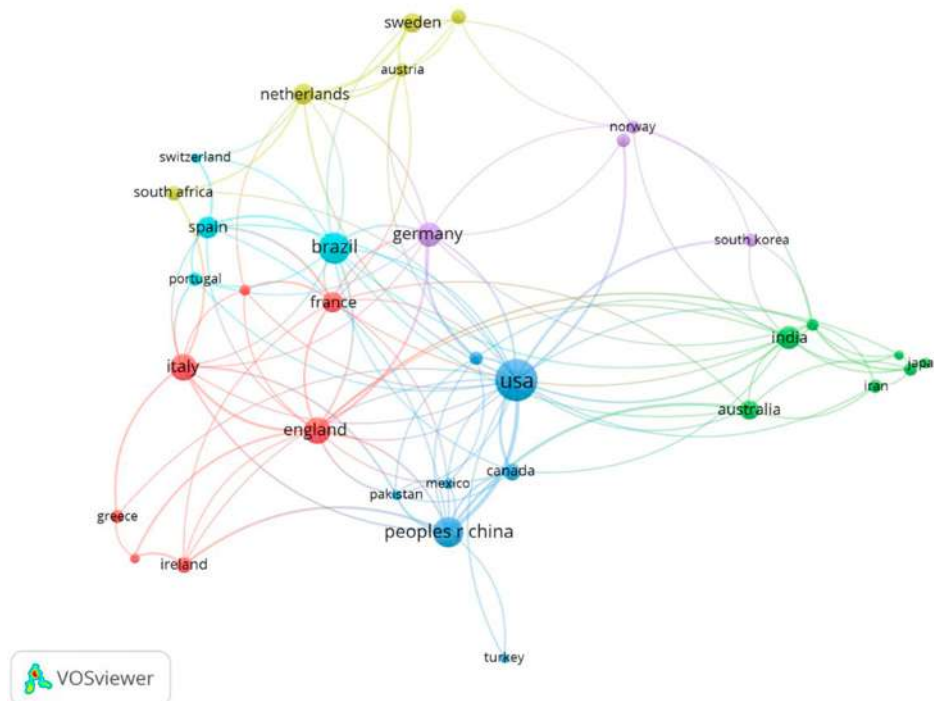 sweden
austria
netherlands
norway
switzerland
south africa
spain
brazil
germany
south korea
portugal
france
india
italy
usa
japa
iran
australia
england
canada
mexico
pakistan
greece
peoples r china
ireland
turkey
VOSviewer